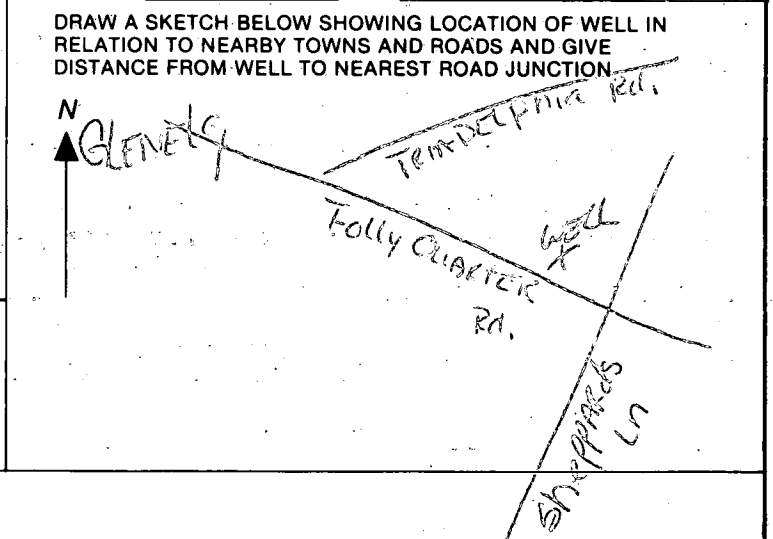 DRAW A SKETCH BELOW SHOWING LOCATION OF WELL IN
RELATION TO NEARBY TOWNS AND ROADS AND GIVE
DISTANCE FROM WELL TO NEAREST ROAD JUNCTION
N
GLENELG
TRIADELPHIA Rd.
Folly QUARTER
Rd.
WELL
X
SheppARds
Ln